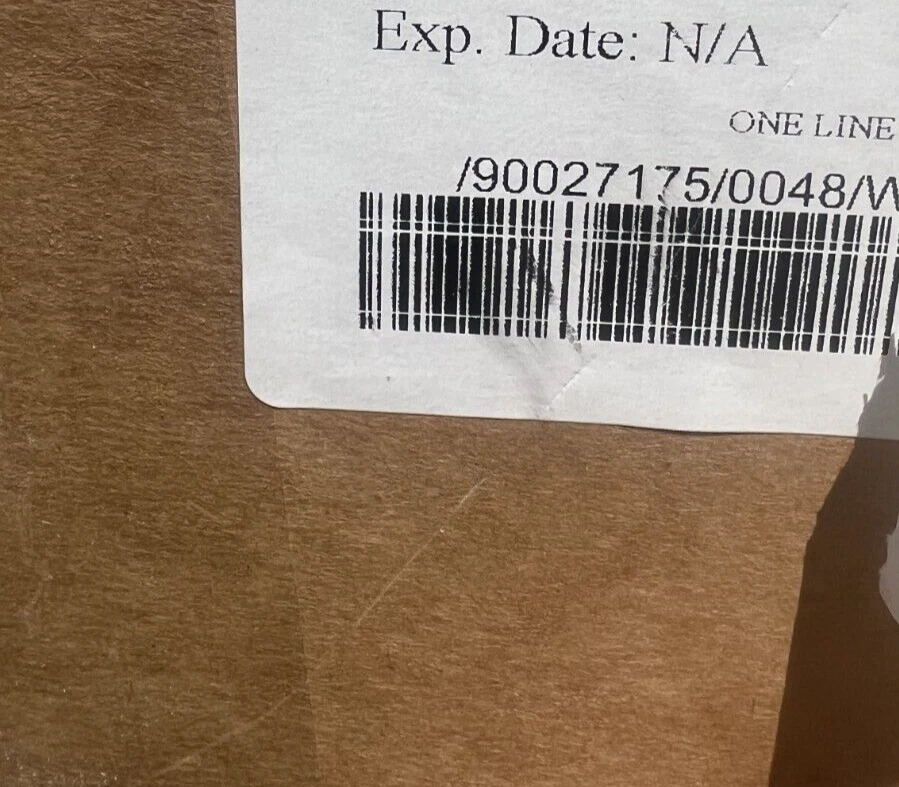 Exp. Date: N/A
ONE LINE
/90027175/0048/